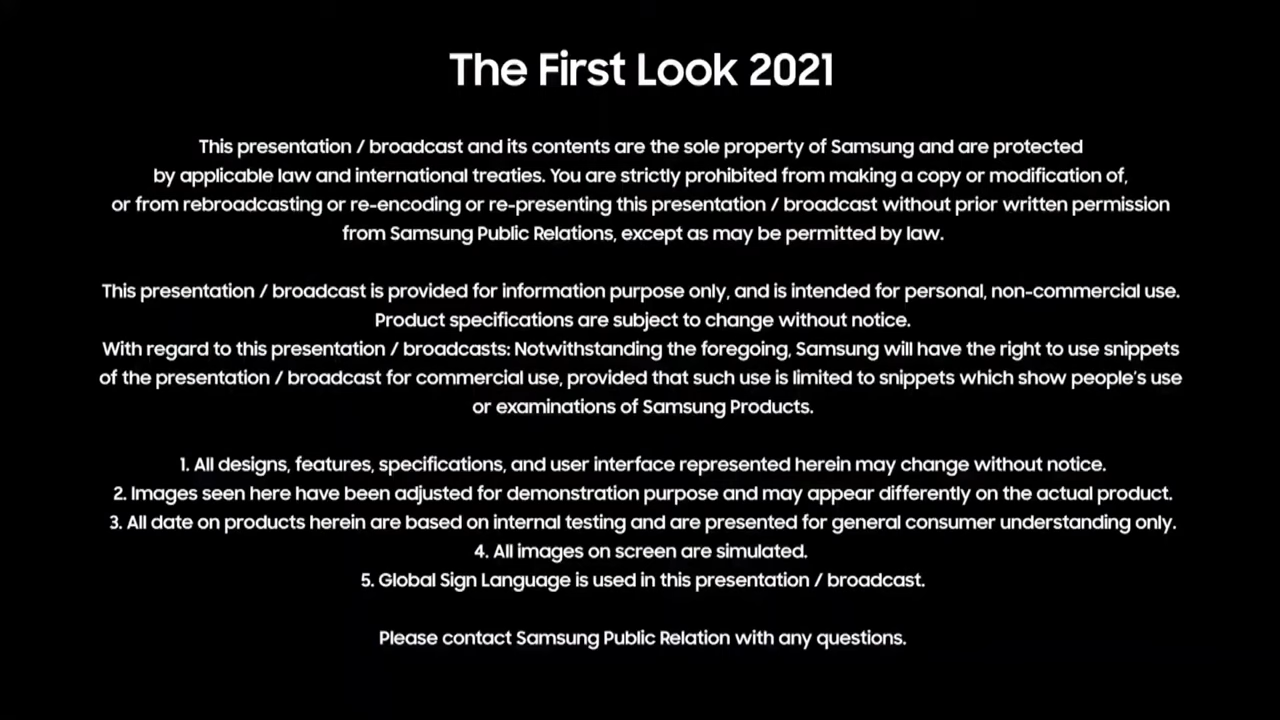 The First Look 2021
This presentation / broadcast and its contents are the sole property of Samsung and are protected
by applicable law and international treaties. You are strictly prohibited from making a copy or modification of,
or from rebroadcasting or re-encoding or re-presenting this presentation / broadcast without prior written permission
from Samsung Public Relations, except as may be permitted by law.
This presentation / broadcast is provided for information purpose only, and is intended for personal, non-commercial use.
Product specifications are subject to change without notice.
With regard to this presentation / broadcasts: Notwithstanding the foregoing, Samsung will have the right to use snippets
of the presentation / broadcast for commercial use, provided that such use is limited to snippets which show people's use
or examinations of Samsung Products.
1. All designs, features, specifications, and user interface represented herein may change without notice.
2. Images seen here have been adjusted for demonstration purpose and may appear differently on the actual product.
3. All date on products herein are based on internal testing and are presented for general consumer understanding only.
4. All images on screen are simulated.
5. Global Sign Language is used in this presentation / broadcast.
Please contact Samsung Public Relation with any questions.